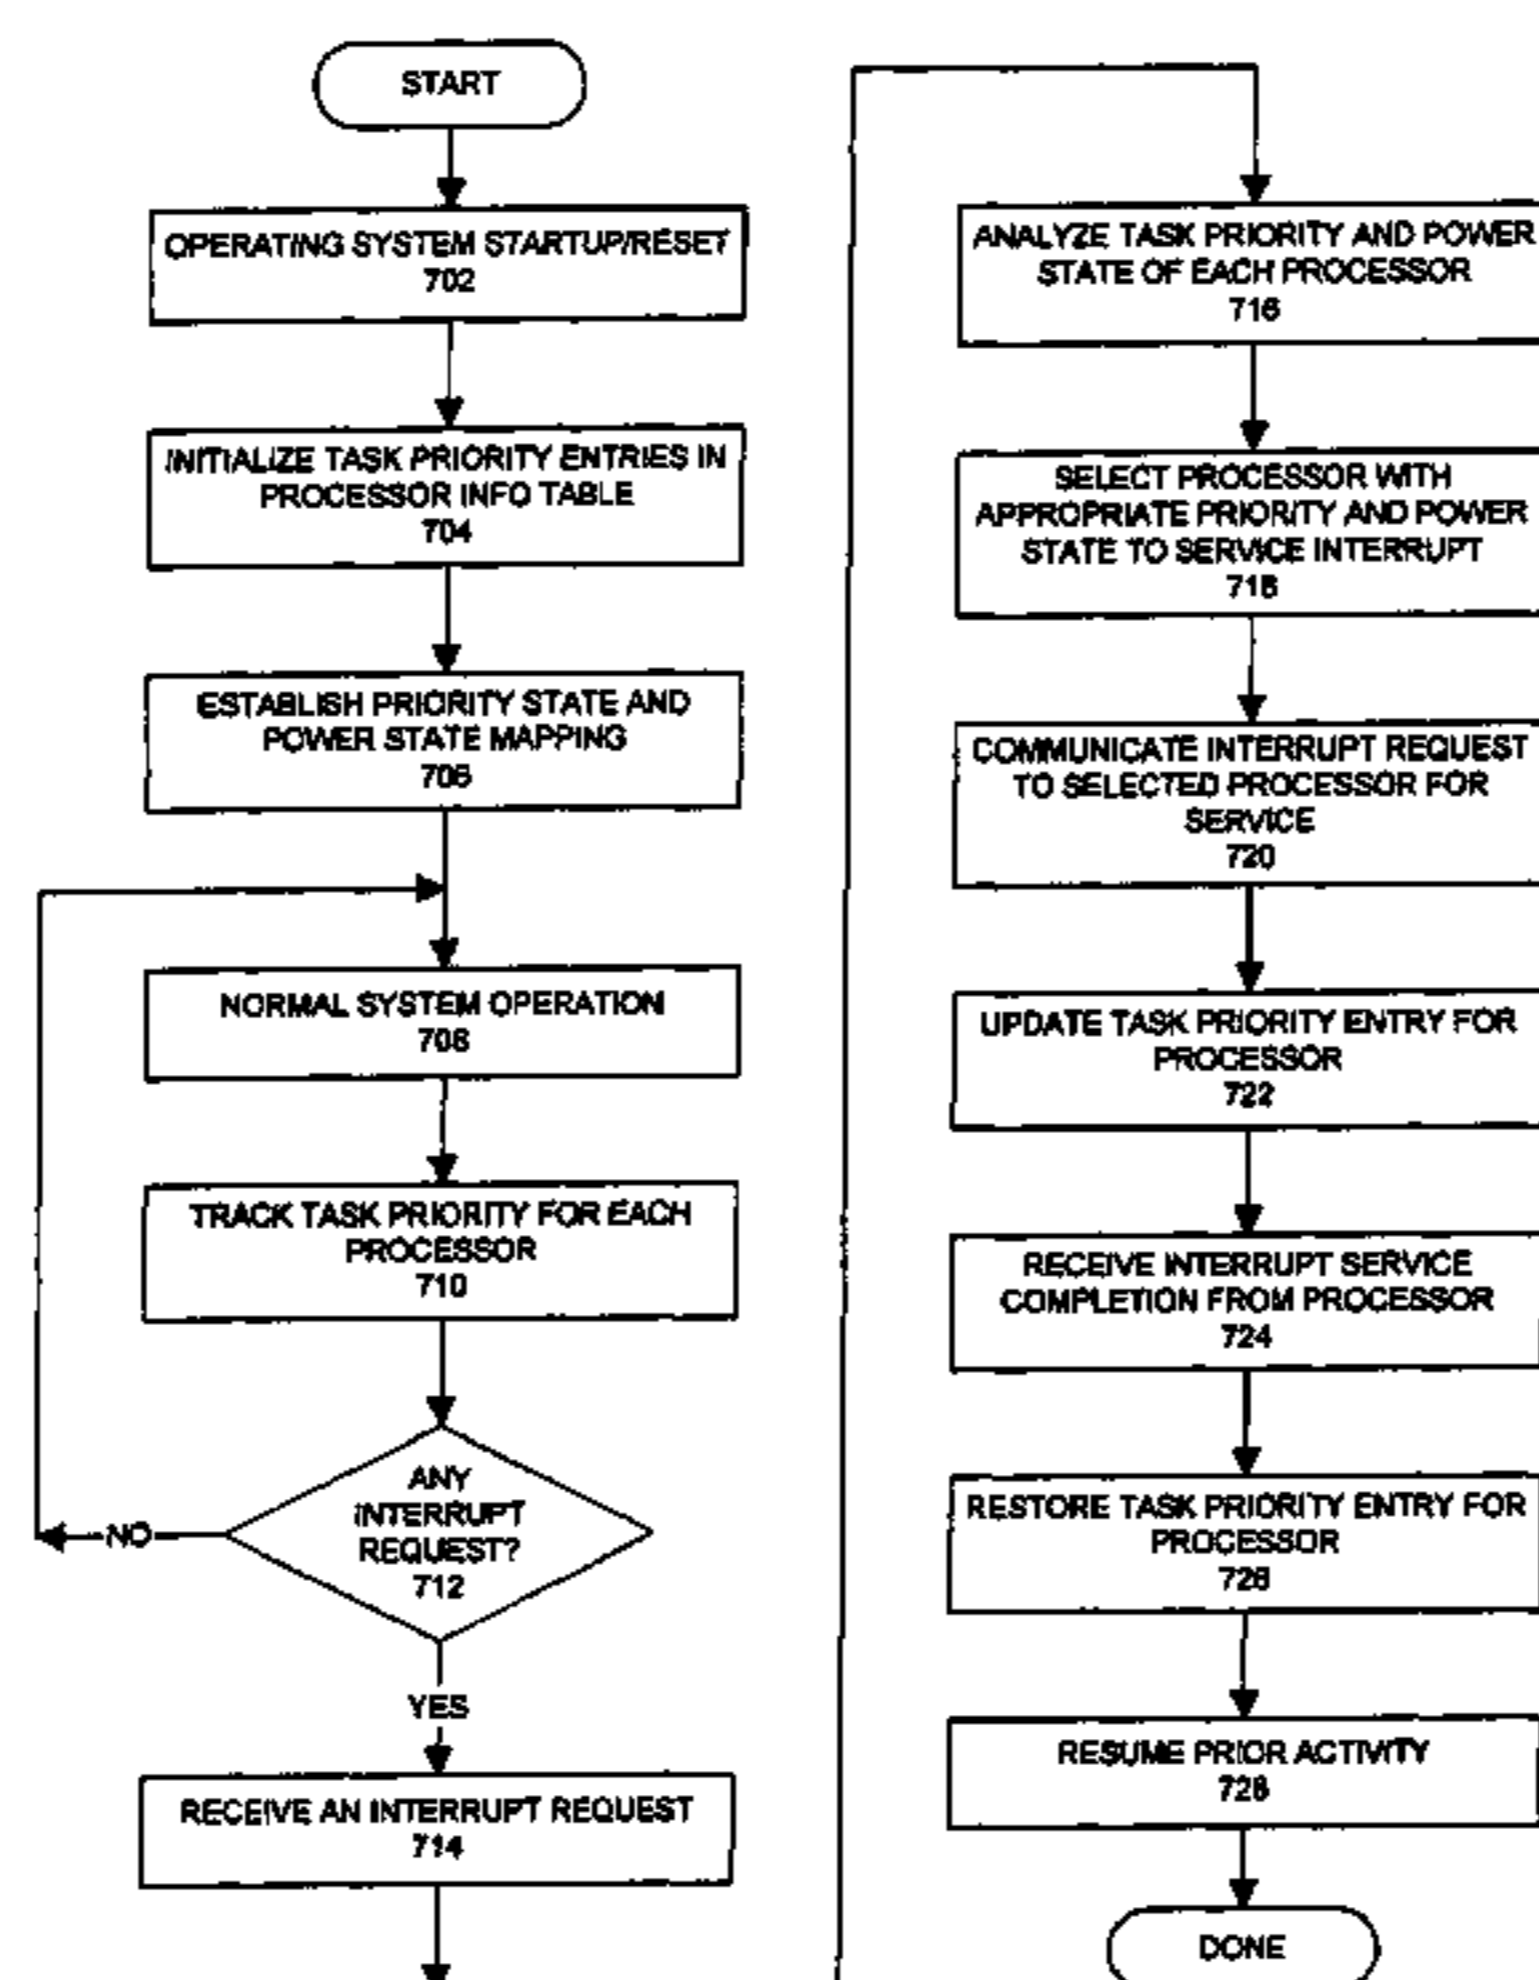 START
OPERATING SYSTEM STARTUP/RESET
702
INITIALIZE TASK PRIORITY ENTRIES IN
PROCESSOR INFO TABLE
704
ESTABLISH PRIORITY STATE AND
POWER STATE MAPPING
706
NORMAL SYSTEM OPERATION
708
TRACK TASK PRIORITY FOR EACH
PROCESSOR
710
ANY
INTERRUPT
REQUEST?
712
NO
YES
RECEIVE AN INTERRUPT REQUEST
714
ANALYZE TASK PRIORITY AND POWER
STATE OF EACH PROCESSOR
716
SELECT PROCESSOR WITH
APPROPRIATE PRIORITY AND POWER
STATE TO SERVICE INTERRUPT
718
COMMUNICATE INTERRUPT REQUEST
TO SELECTED PROCESSOR FOR
SERVICE
720
UPDATE TASK PRIORITY ENTRY FOR
PROCESSOR
722
RECEIVE INTERRUPT SERVICE
COMPLETION FROM PROCESSOR
724
RESTORE TASK PRIORITY ENTRY FOR
PROCESSOR
726
RESUME PRIOR ACTIVITY
728
DONE